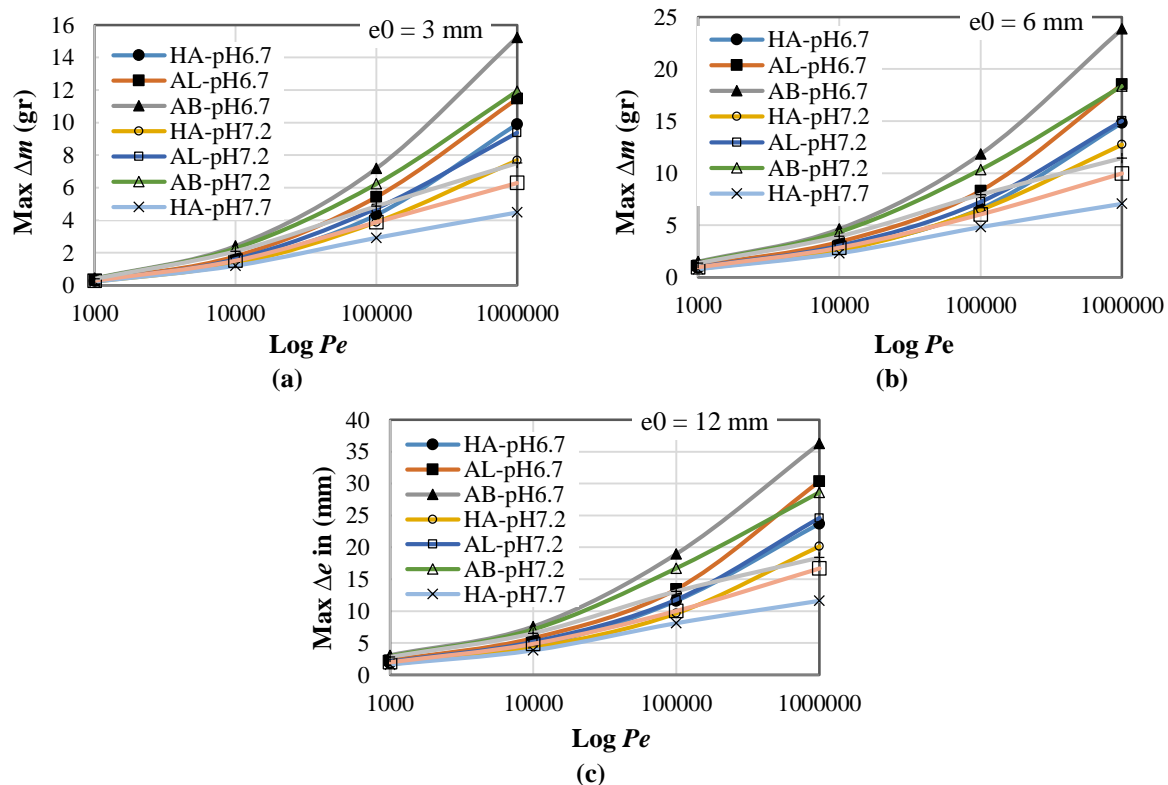 e0 = 3 mm
Max Δm (gr)
16
14
12
10
8
6
4
2
0
HA-pH6.7
AL-pH6.7
AB-pH6.7
HA-pH7.2
AL-pH7.2
AB-pH7.2
HA-pH7.7
1000 10000 100000 1000000
Log Pe
(a)
e0 = 6 mm
Max Δm (gr)
25
20
15
10
5
0
HA-pH6.7
AL-pH6.7
AB-pH6.7
HA-pH7.2
AL-pH7.2
AB-pH7.2
HA-pH7.7
1000 10000 100000 1000000
Log Pe
(b)
e0 = 12 mm
Max Δe in (mm)
40
35
30
25
20
15
10
5
0
HA-pH6.7
AL-pH6.7
AB-pH6.7
HA-pH7.2
AL-pH7.2
AB-pH7.2
HA-pH7.7
1000 10000 100000 1000000
Log Pe
(c)